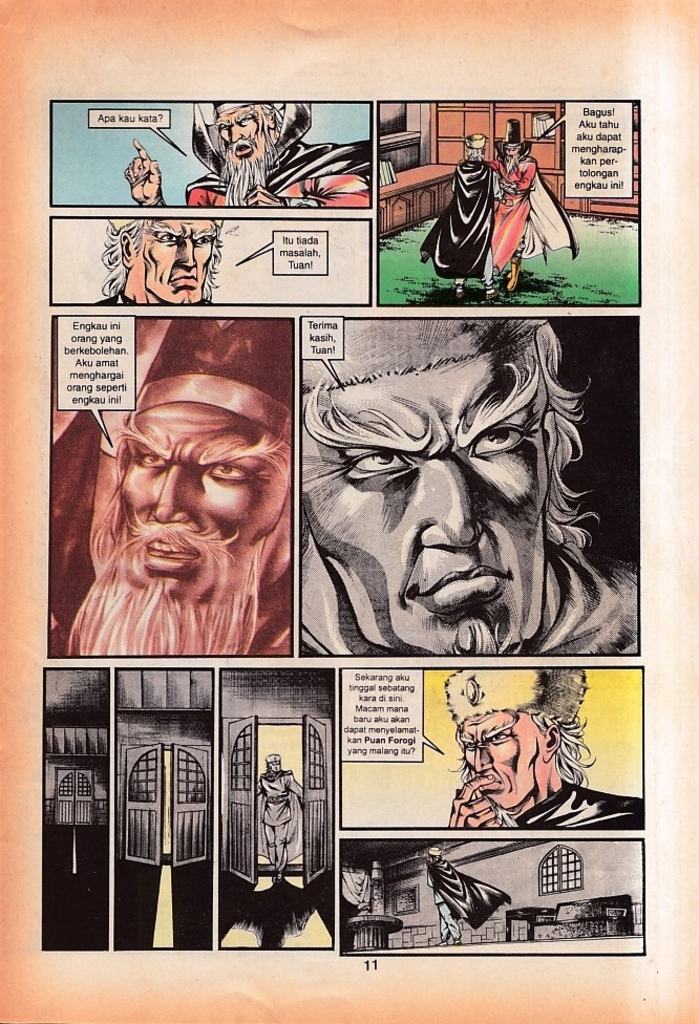 Apa kau kata?
Itu tiada
masalah,
Tuan!
Bagus!
Aku tahu
aku dapat
mengharap-
kan per-
tolongan
engkau ini!
Engkau ini
orang yang
berkebolehan.
Aku amat
menghargai
orang seperti
engkau ini!
Terima
kasih,
Tuan!
Sekarang aku
tinggal sebatang
kara di sini.
Macam mana
baru aku akan
dapat menyelamat-
kan Puan Forogi
yang malang itu?
11